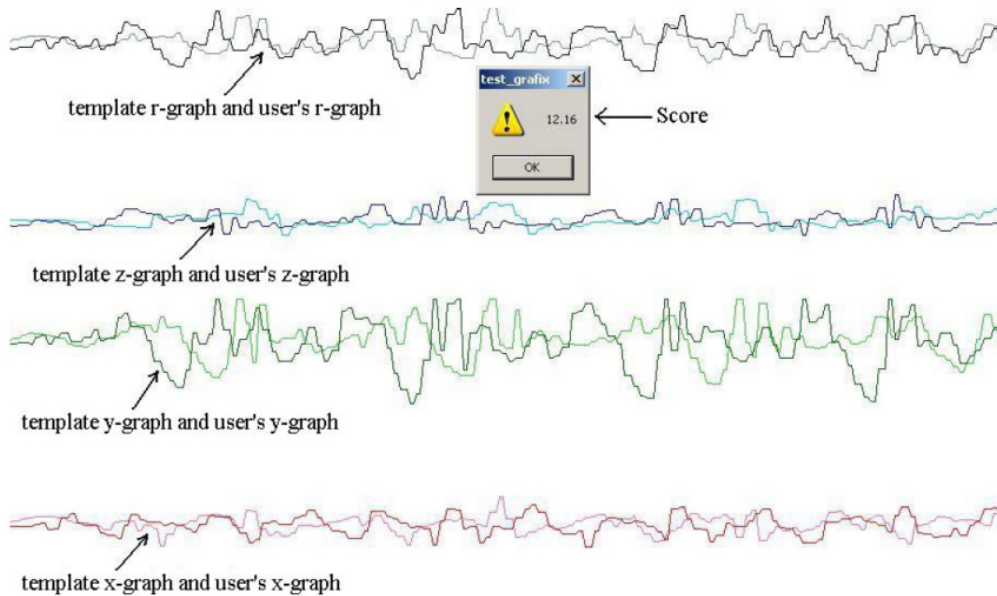 template r-graph and user's r-graph
test_grafix
12.16
Score
OK
template z-graph and user's z-graph
template y-graph and user's y-graph
template x-graph and user's x-graph